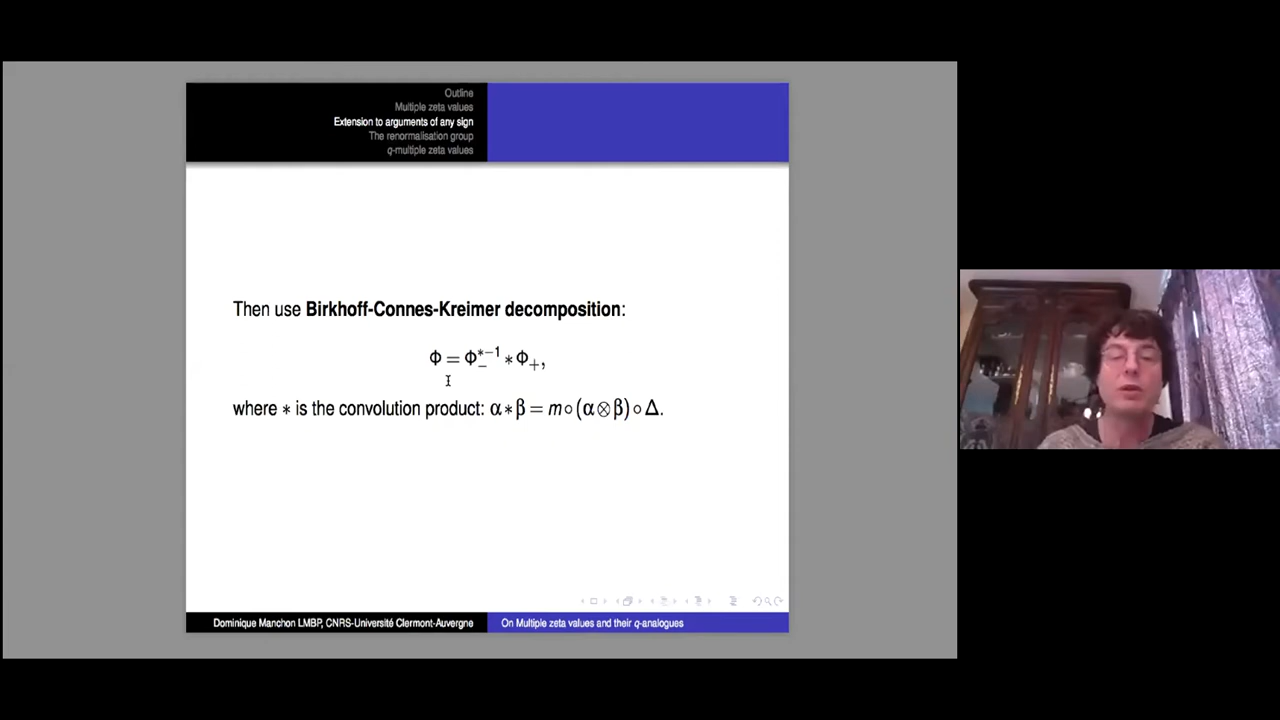 Outline
Multiple zeta values
Extension to arguments of any sign
The renormalisation group
q-multiple zeta values
Then use Birkhoff-Connes-Kreimer decomposition:
Φ = Φ₋^{*−1} * Φ₊,
where * is the convolution product: α * β = m ∘ (α ⊗ β) ∘ Δ.
Dominique Manchon LMBP, CNRS-Université Clermont-Auvergne
On Multiple zeta values and their q-analogues